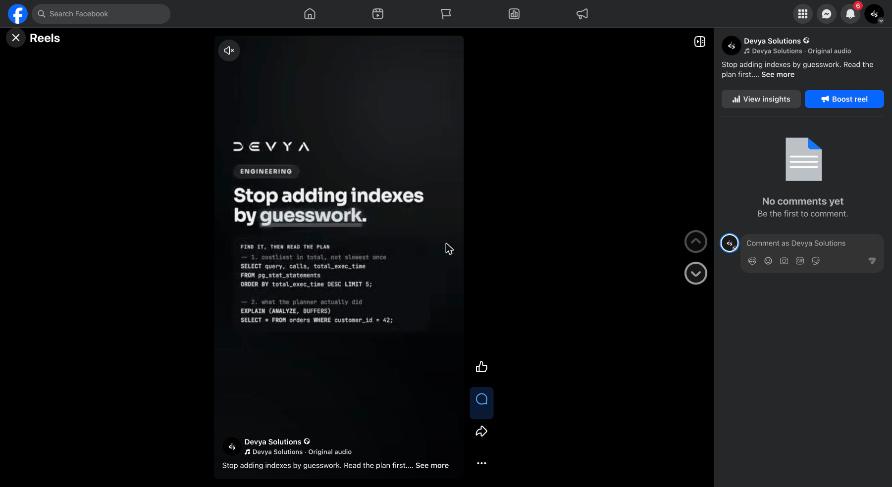 Search Facebook
6
Reels
DEVYA
ENGINEERING
Stop adding indexes
by guesswork.
FIND IT, THEN READ THE PLAN
-- 1. costliest in total, not slowest once
SELECT query, calls, total_exec_time
FROM pg_stat_statements
ORDER BY total_exec_time DESC LIMIT 5;
-- 2. what the planner actually did
EXPLAIN (ANALYZE, BUFFERS)
SELECT * FROM orders WHERE customer_id = 42;
Devya Solutions
Devya Solutions · Original audio
Stop adding indexes by guesswork. Read the plan first.... See more
Devya Solutions
Devya Solutions · Original audio
Stop adding indexes by guesswork. Read the
plan first.... See more
View insights
Boost reel
No comments yet
Be the first to comment.
Comment as Devya Solutions